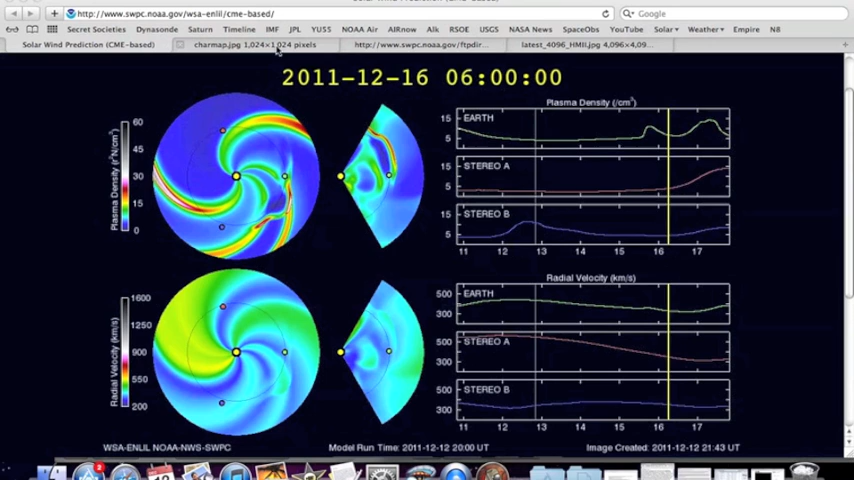 Solar Wind Prediction (CME-based)
http://www.swpc.noaa.gov/wsa-enlil/cme-based/
Secret Societies Dynasonde Saturn Timeline IMF JPL YU55 NOAA Air AIRnow Alk RSOE NASA News SpaceObs YouTube Solar Weather Empire N8
Solar Wind Prediction (CME-based) charmap.jpg 1,024×1,024 pixels http://www.swpc.noaa.gov/ftpdir... latest_4096_HMII.jpg 4,096×4,09...
2011-12-16 06:00:00
Plasma Density (r²N/cm³)
60
45
30
15
0
Plasma Density (/cm³)
EARTH
15
5
STEREO A
15
5
STEREO B
15
5
11 12 13 14 15 16 17
Radial Velocity (km/s)
1600
1250
900
550
200
Radial Velocity (km/s)
EARTH
500
300
STEREO A
500
300
STEREO B
500
300
11 12 13 14 15 16 17
WSA-ENLIL NOAA-NWS-SWPC Model Run Time: 2011-12-12 20:00 UT Image Created: 2011-12-12 21:43 UT